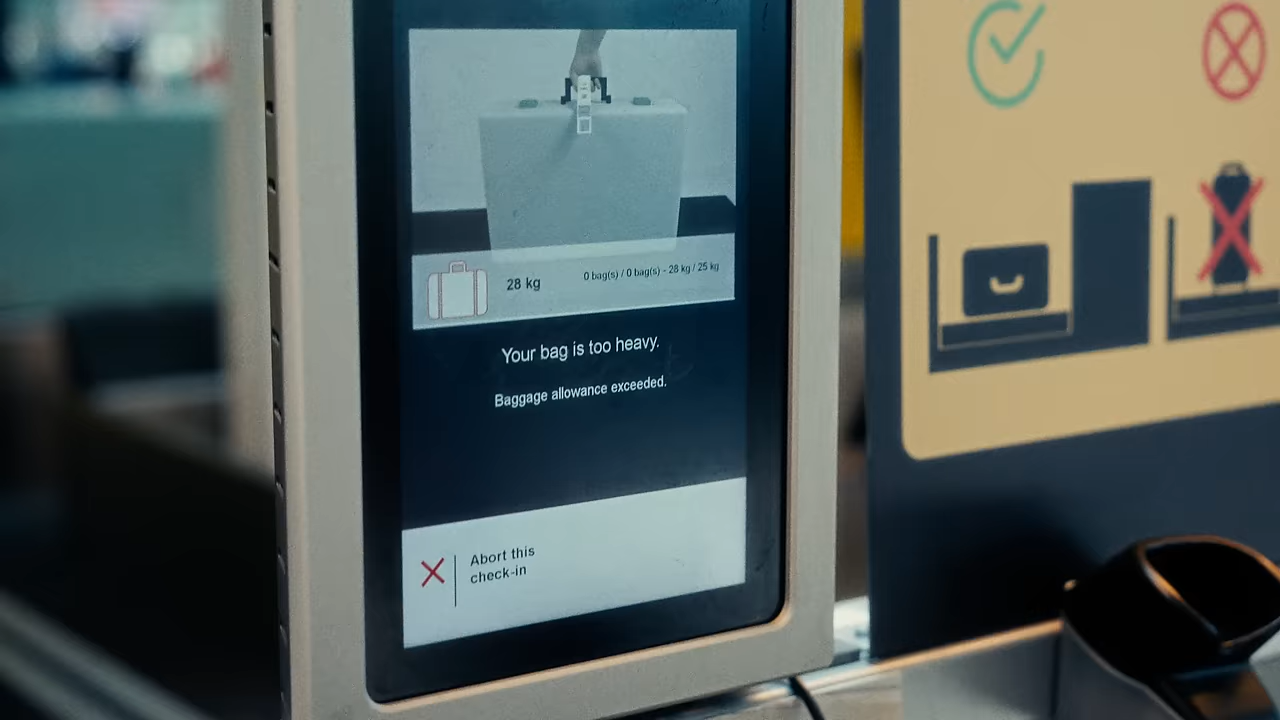 28 kg
0 bag(s) / 0 bag(s) - 28 kg / 25 kg
Your bag is too heavy.
Baggage allowance exceeded.
Abort this
check-in